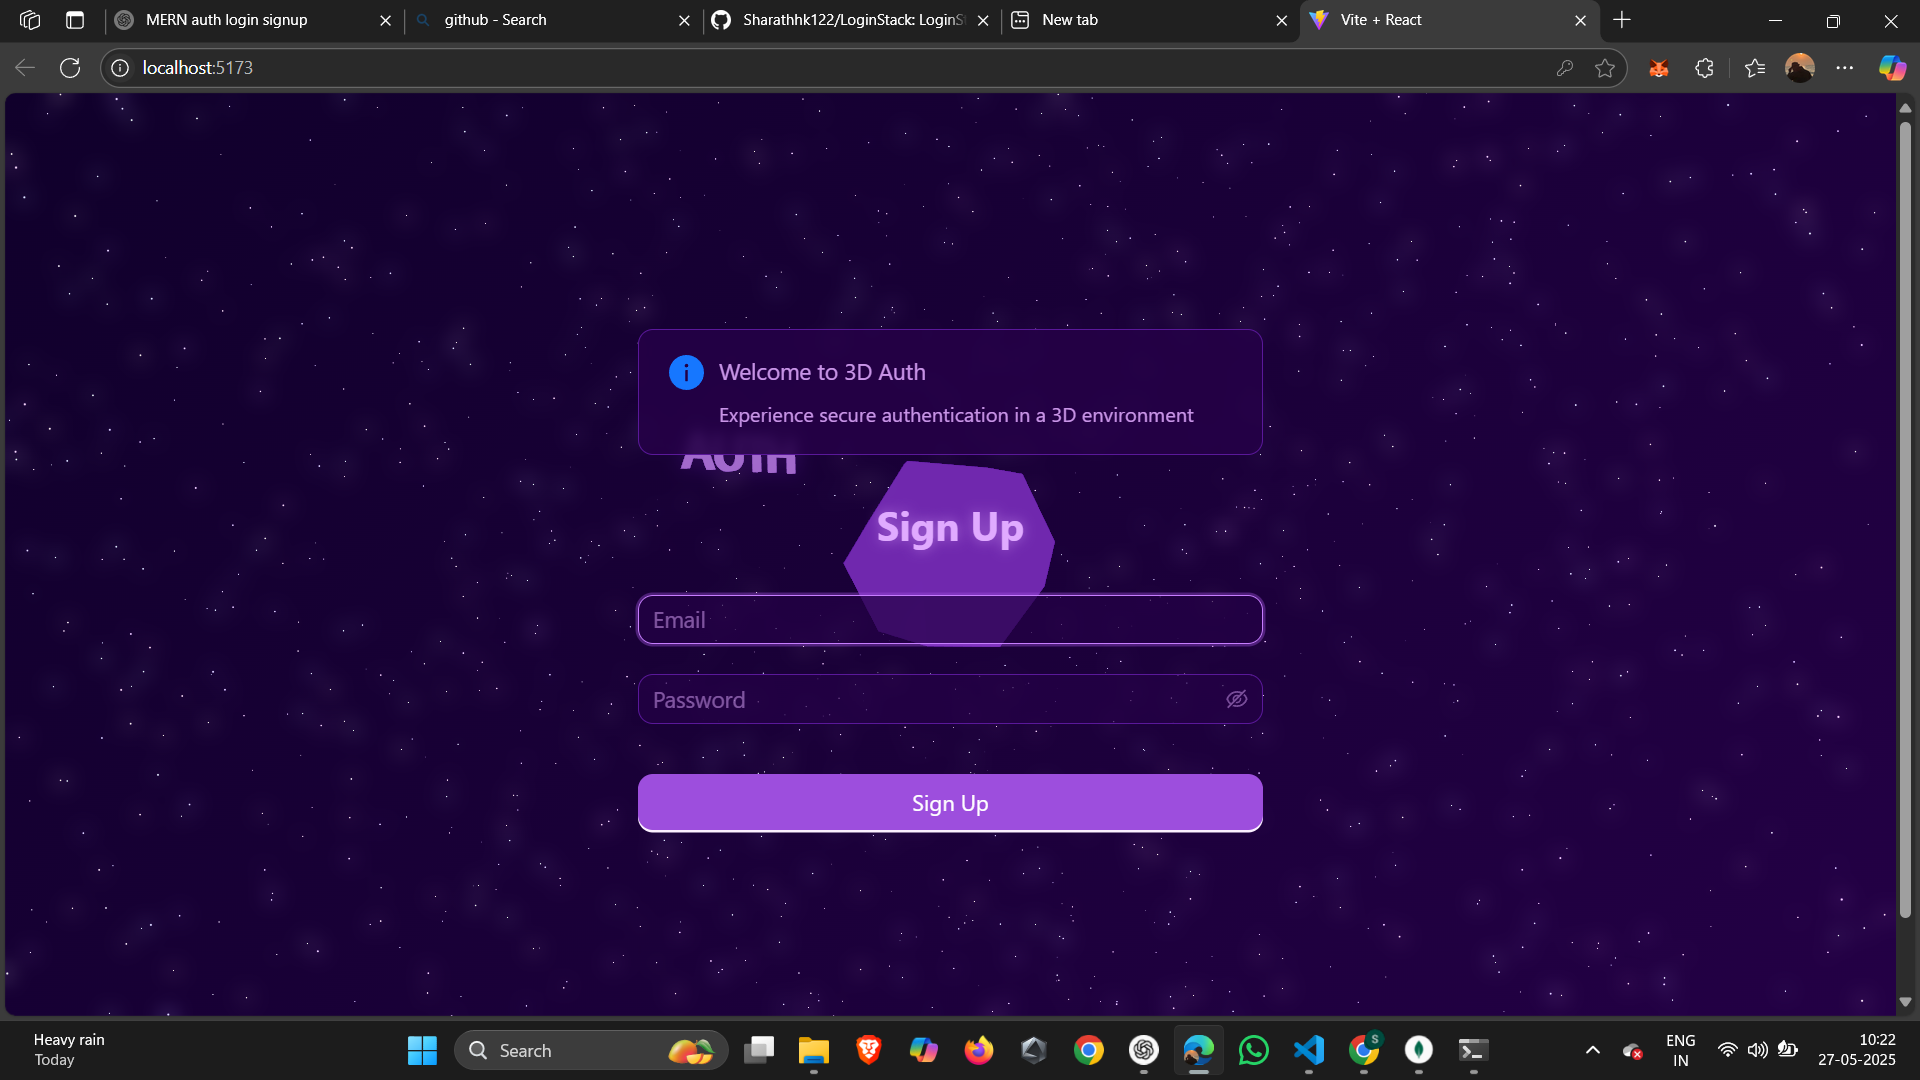 MERN auth login signup
github - Search
Sharathhk122/LoginStack: LoginS
New tab
Vite + React
localhost:5173
Welcome to 3D Auth
Experience secure authentication in a 3D environment
AUTH
Sign Up
Email
Password
Sign Up
Heavy rain
Today
Search
S
ENG
IN
10:22
27-05-2025